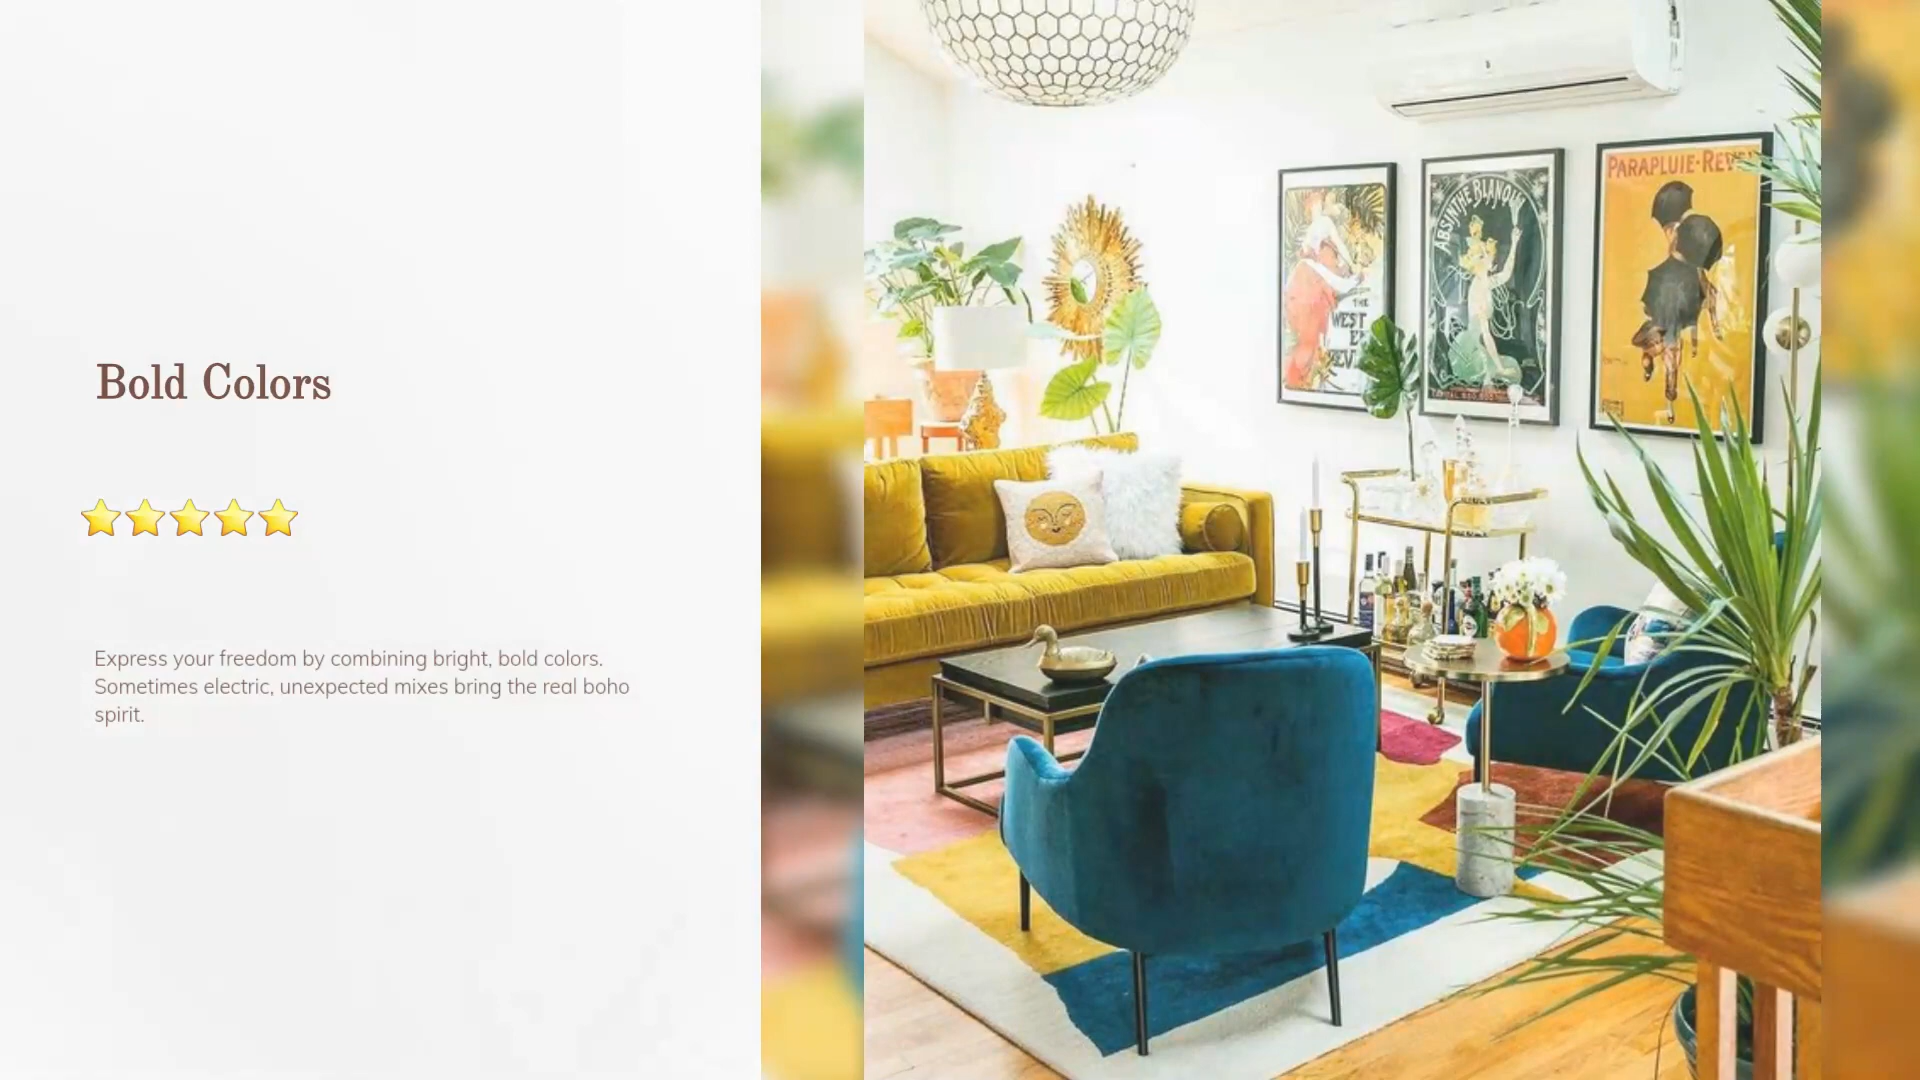 Bold Colors
Express your freedom by combining bright, bold colors.
Sometimes electric, unexpected mixes bring the real boho
spirit.
THE
WEST
ABSINTHE BLANQUI
PARAPLUIE-REVEL